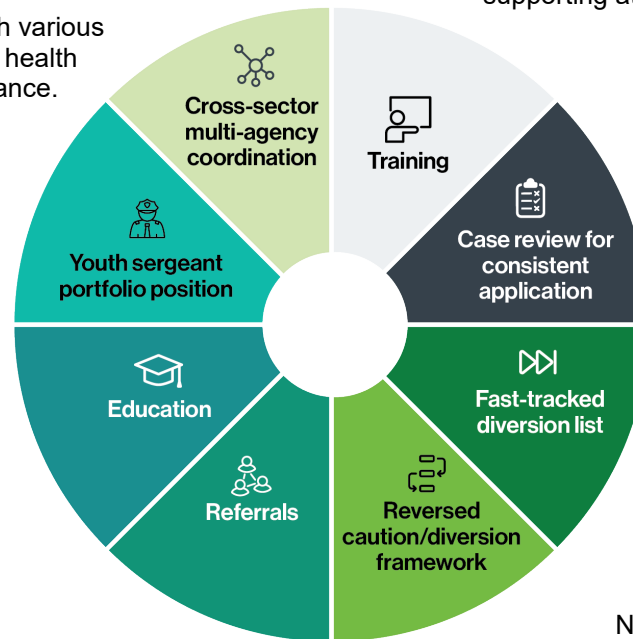 h various
health
ance.
supporting at
Cross-sector
multi-agency
coordination
Training
Case review for
consistent
application
Fast-tracked
diversion list
Reversed
caution/diversion
framework
Referrals
Education
Youth sergeant
portfolio position
N